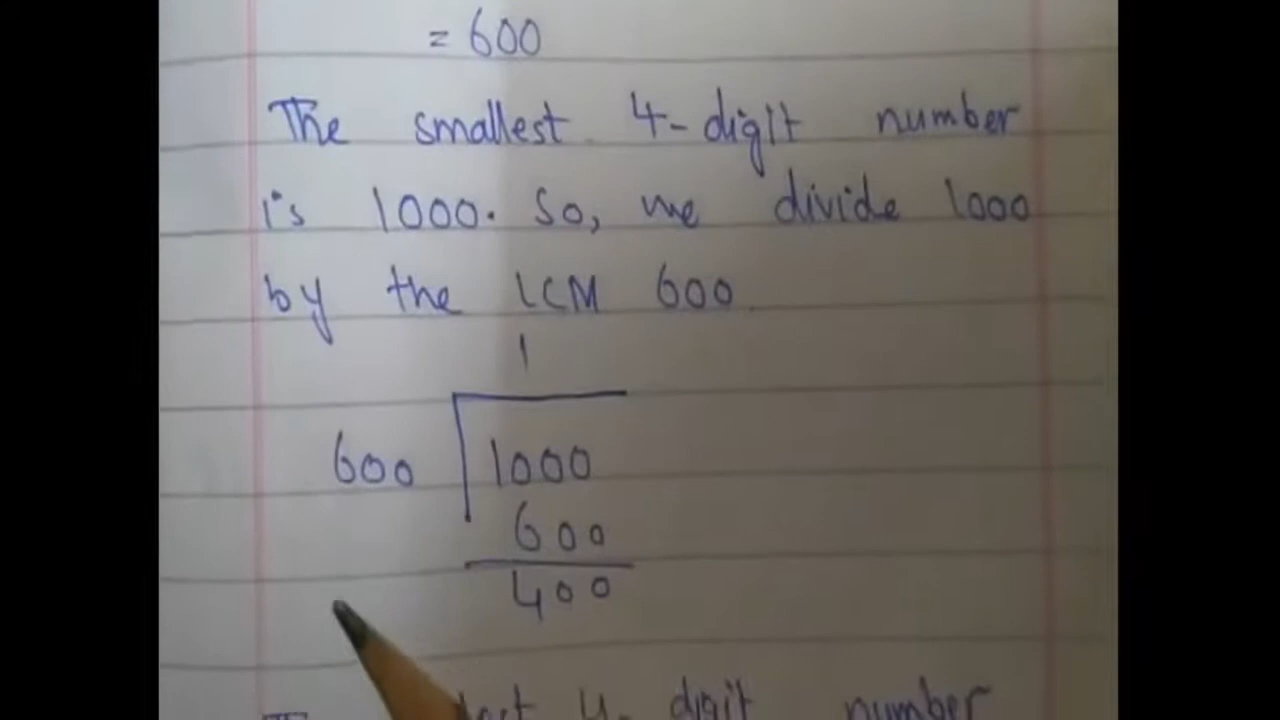 = 600
The smallest 4-digit number
is 1000. So, we divide 1000
by the LCM 600
1
600 1000
600
400
4-digit number